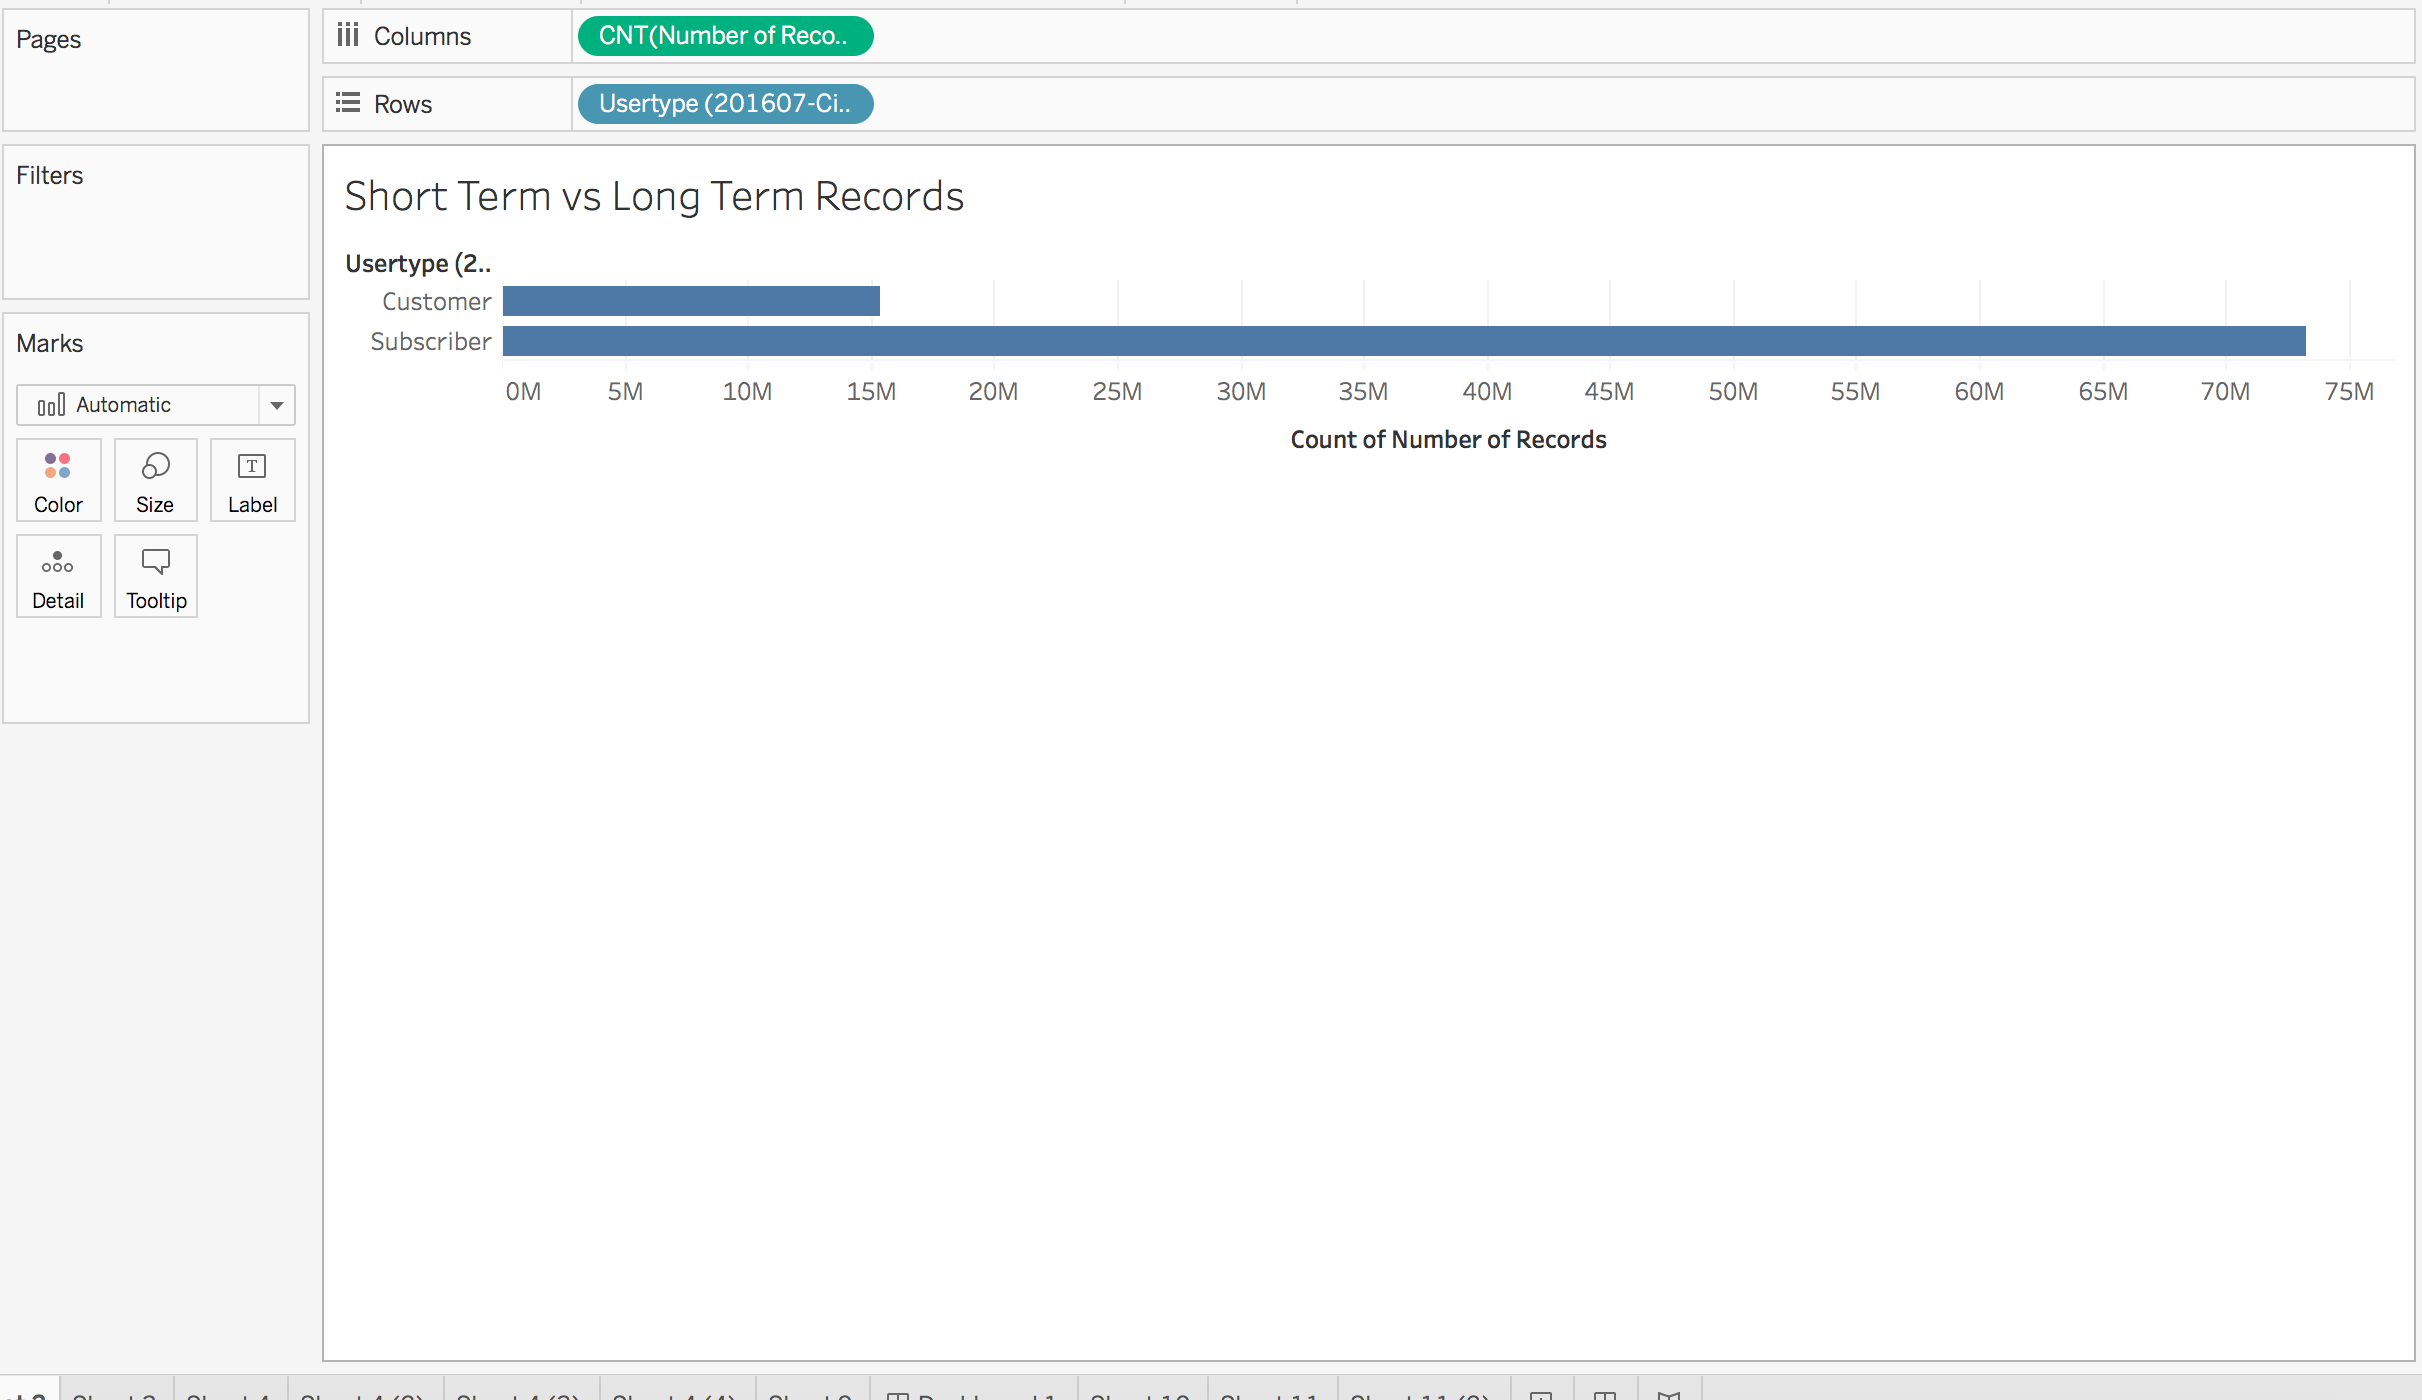 Pages
Columns
CNT(Number of Reco..
Rows
Usertype (201607-Ci..
Filters
Short Term vs Long Term Records
Usertype (2..
Customer
Subscriber
0M 5M 10M 15M 20M 25M 30M 35M 40M 45M 50M 55M 60M 65M 70M 75M
Count of Number of Records
Marks
Automatic
Color Size Label
Detail Tooltip